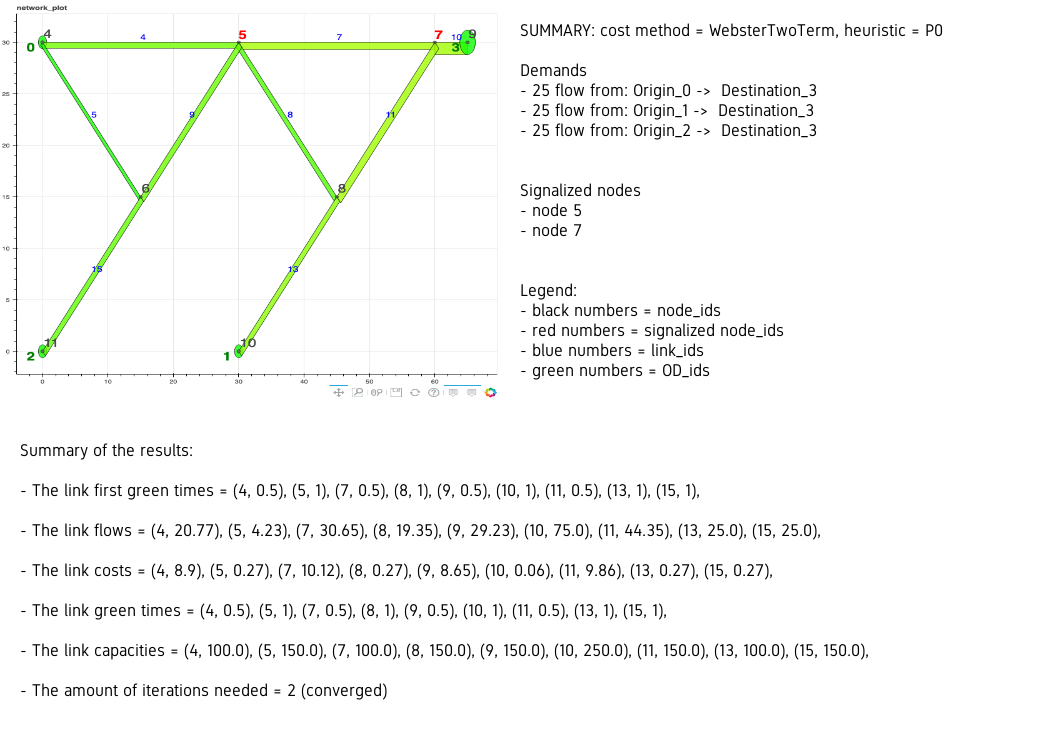 network_plot
4
5
7
9
0
3
4
7
10
30
25
20
15
10
5
0
5
9
8
11
6
8
15
13
11
10
2
1
0
10
20
30
40
50
60
SUMMARY: cost method = WebsterTwoTerm, heuristic = P0
Demands
- 25 flow from: Origin_0 -> Destination_3
- 25 flow from: Origin_1 -> Destination_3
- 25 flow from: Origin_2 -> Destination_3
Signalized nodes
- node 5
- node 7
Legend:
- black numbers = node_ids
- red numbers = signalized node_ids
- blue numbers = link_ids
- green numbers = OD_ids
Summary of the results:
- The link first green times = (4, 0.5), (5, 1), (7, 0.5), (8, 1), (9, 0.5), (10, 1), (11, 0.5), (13, 1), (15, 1),
- The link flows = (4, 20.77), (5, 4.23), (7, 30.65), (8, 19.35), (9, 29.23), (10, 75.0), (11, 44.35), (13, 25.0), (15, 25.0),
- The link costs = (4, 8.9), (5, 0.27), (7, 10.12), (8, 0.27), (9, 8.65), (10, 0.06), (11, 9.86), (13, 0.27), (15, 0.27),
- The link green times = (4, 0.5), (5, 1), (7, 0.5), (8, 1), (9, 0.5), (10, 1), (11, 0.5), (13, 1), (15, 1),
- The link capacities = (4, 100.0), (5, 150.0), (7, 100.0), (8, 150.0), (9, 150.0), (10, 250.0), (11, 150.0), (13, 100.0), (15, 150.0),
- The amount of iterations needed = 2 (converged)